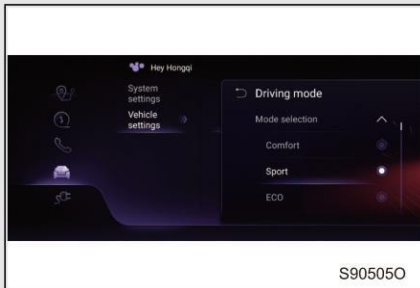 Hey Hongqi
System
settings
Vehicle
settings
Driving mode
Mode selection
Comfort
Sport
ECO
S90505O